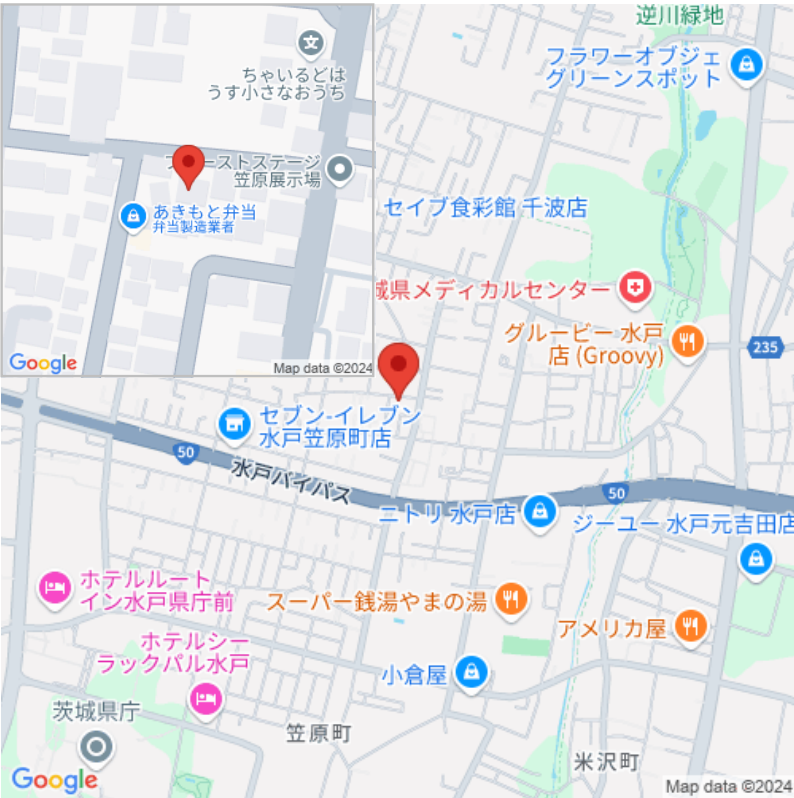 ちゃいるどは
うす小さなおうち
ーストステージ
笠原展示場
あきもと弁当
弁当製造業者
Google
Map data ©2024
逆川緑地
フラワーオブジェ
グリーンスポット
セイブ食彩館 千波店
県メディカルセンター
グルービー 水戸
店 (Groovy)
235
セブン-イレブン
水戸笠原町店
50
水戸バイパス
50
ニトリ 水戸店
ジーユー 水戸元吉田店
ホテルルート
イン水戸県庁前
スーパー銭湯やまの湯
アメリカ屋
ホテルシー
ラックパル水戸
小倉屋
茨城県庁
笠原町
米沢町
Google
Map data ©2024